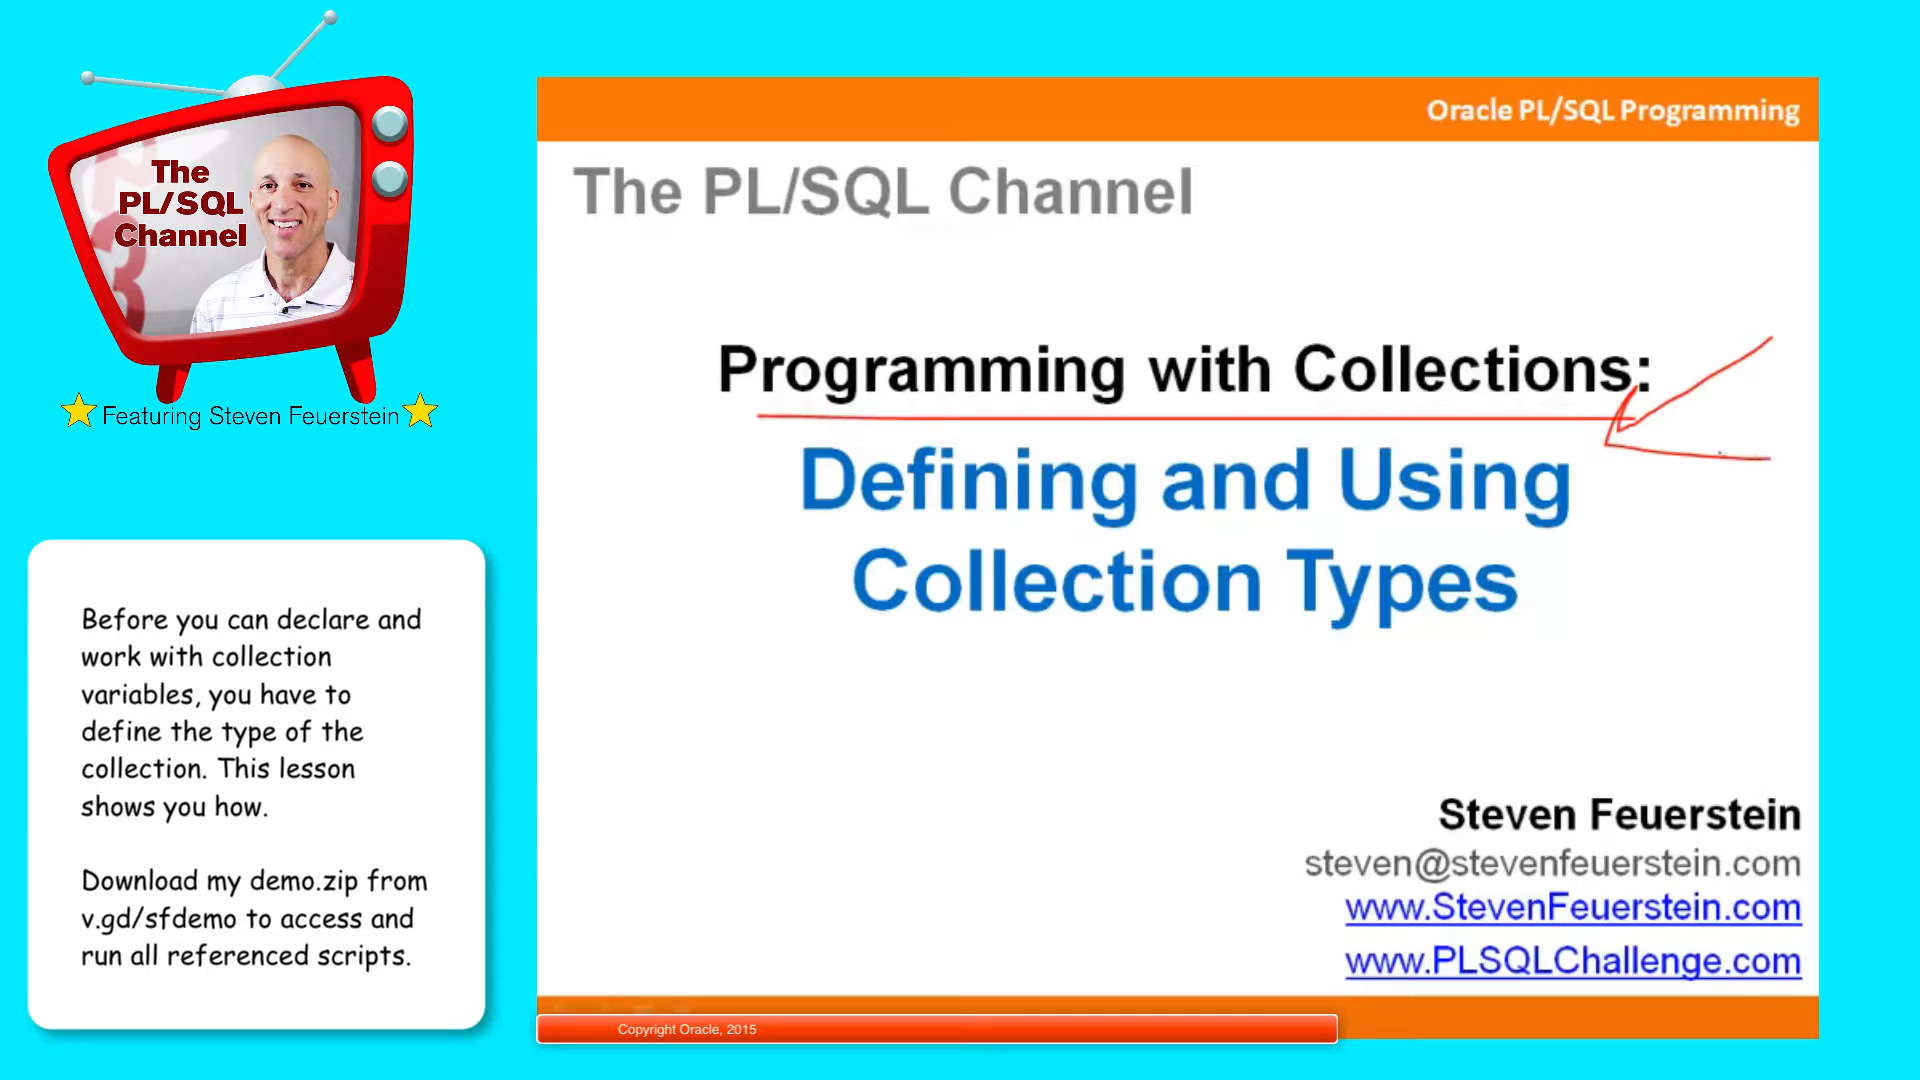 The
PL/SQL
Channel
Featuring Steven Feuerstein
Before you can declare and
work with collection
variables, you have to
define the type of the
collection. This lesson
shows you how.
Download my demo.zip from
v.gd/sfdemo to access and
run all referenced scripts.
Oracle PL/SQL Programming
The PL/SQL Channel
Programming with Collections:
Defining and Using
Collection Types
Steven Feuerstein
steven@stevenfeuerstein.com
www.StevenFeuerstein.com
www.PLSQLChallenge.com
Copyright Oracle, 2015